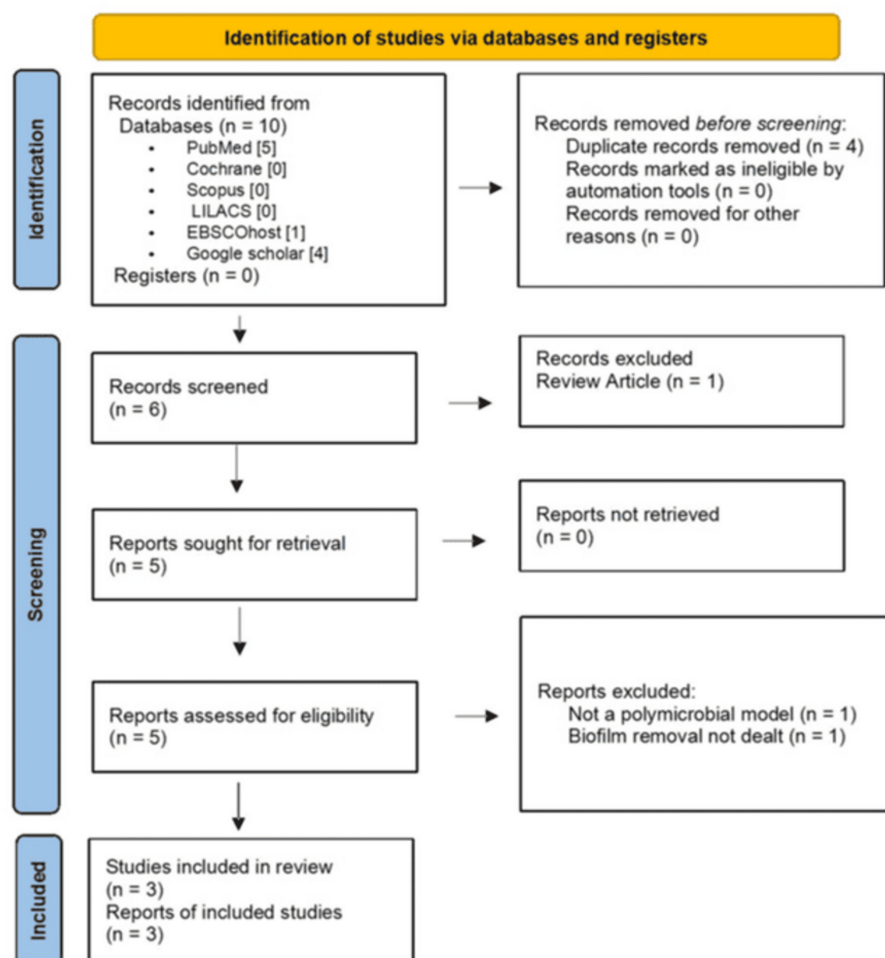 Identification of studies via databases and registers
Identification
Records identified from
Databases (n = 10)
• PubMed [5]
• Cochrane [0]
• Scopus [0]
• LILACS [0]
• EBSCOhost [1]
• Google scholar [4]
Registers (n = 0)
Records removed before screening:
Duplicate records removed (n = 4)
Records marked as ineligible by
automation tools (n = 0)
Records removed for other
reasons (n = 0)
Screening
Records screened
(n = 6)
Records excluded
Review Article (n = 1)
Reports sought for retrieval
(n = 5)
Reports not retrieved
(n = 0)
Reports assessed for eligibility
(n = 5)
Reports excluded:
Not a polymicrobial model (n = 1)
Biofilm removal not dealt (n = 1)
Included
Studies included in review
(n = 3)
Reports of included studies
(n = 3)